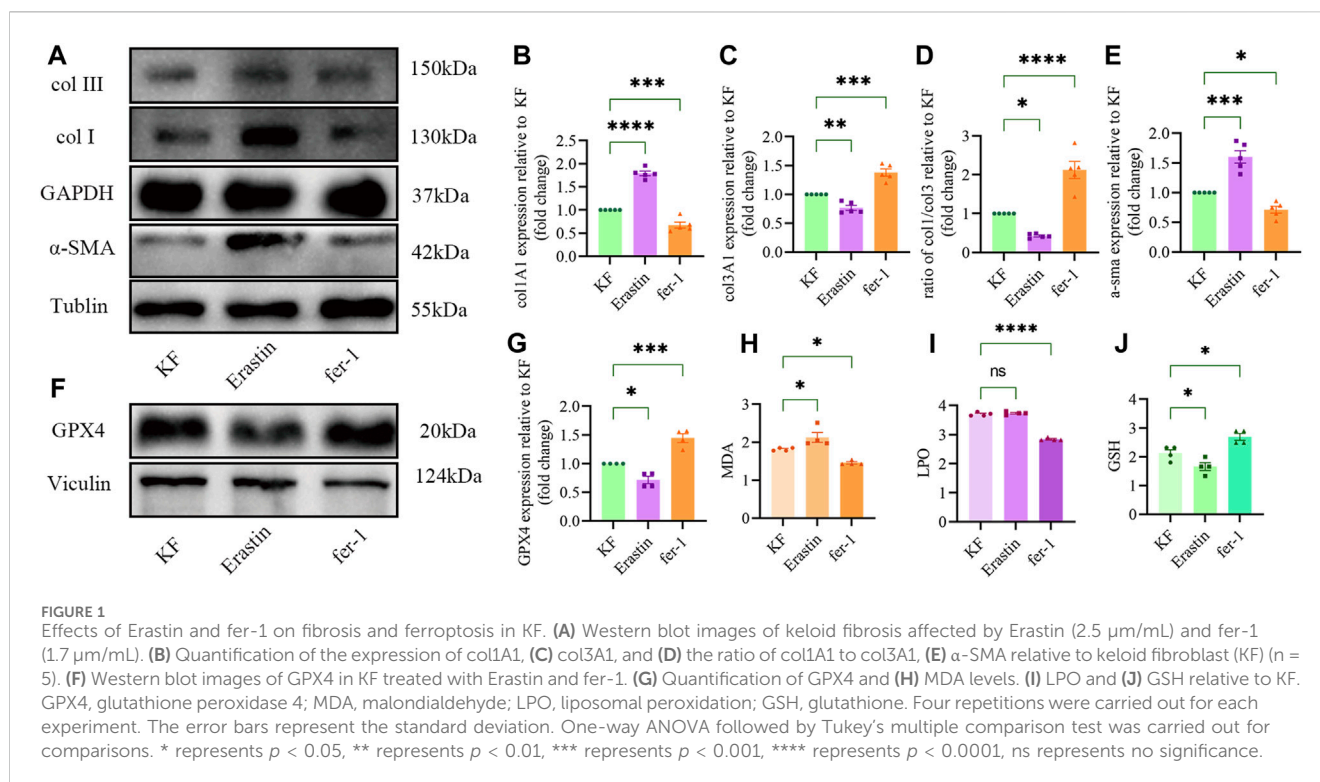 A
col III
150kDa
col I
130kDa
GAPDH
37kDa
α-SMA
42kDa
Tublin
55kDa
KF
Erastin
fer-1
B
***
****
col1A1 expression relative to KF
(fold change)
2.5
2.0
1.5
1.0
0.5
0.0
KF
Erastin
fer-1
C
***
**
col3A1 expression relative to KF
(fold change)
2.0
1.5
1.0
0.5
0.0
KF
Erastin
fer-1
D
****
*
ratio of col1/col3 relative to KF
(fold change)
3
2
1
0
KF
Erastin
fer-1
E
*
***
a-sma expression relative to KF
(fold change)
2.0
1.5
1.0
0.5
0.0
KF
Erastin
fer-1
F
GPX4
20kDa
Viculin
124kDa
KF
Erastin
fer-1
G
***
*
GPX4 expression relative to KF
(fold change)
2.0
1.5
1.0
0.5
0.0
KF
Erastin
fer-1
H
*
*
MDA
3
2
1
0
KF
Erastin
fer-1
I
****
ns
LPO
4
3
2
1
0
KF
Erastin
fer-1
J
*
*
GSH
4
3
2
1
0
KF
Erastin
fer-1
FIGURE 1
Effects of Erastin and fer-1 on fibrosis and ferroptosis in KF. (A) Western blot images of keloid fibrosis affected by Erastin (2.5 μm/mL) and fer-1
(1.7 μm/mL). (B) Quantification of the expression of col1A1, (C) col3A1, and (D) the ratio of col1A1 to col3A1, (E) α-SMA relative to keloid fibroblast (KF) (n =
5). (F) Western blot images of GPX4 in KF treated with Erastin and fer-1. (G) Quantification of GPX4 and (H) MDA levels. (I) LPO and (J) GSH relative to KF.
GPX4, glutathione peroxidase 4; MDA, malondialdehyde; LPO, liposomal peroxidation; GSH, glutathione. Four repetitions were carried out for each
experiment. The error bars represent the standard deviation. One-way ANOVA followed by Tukey's multiple comparison test was carried out for
comparisons. * represents p < 0.05, ** represents p < 0.01, *** represents p < 0.001, **** represents p < 0.0001, ns represents no significance.